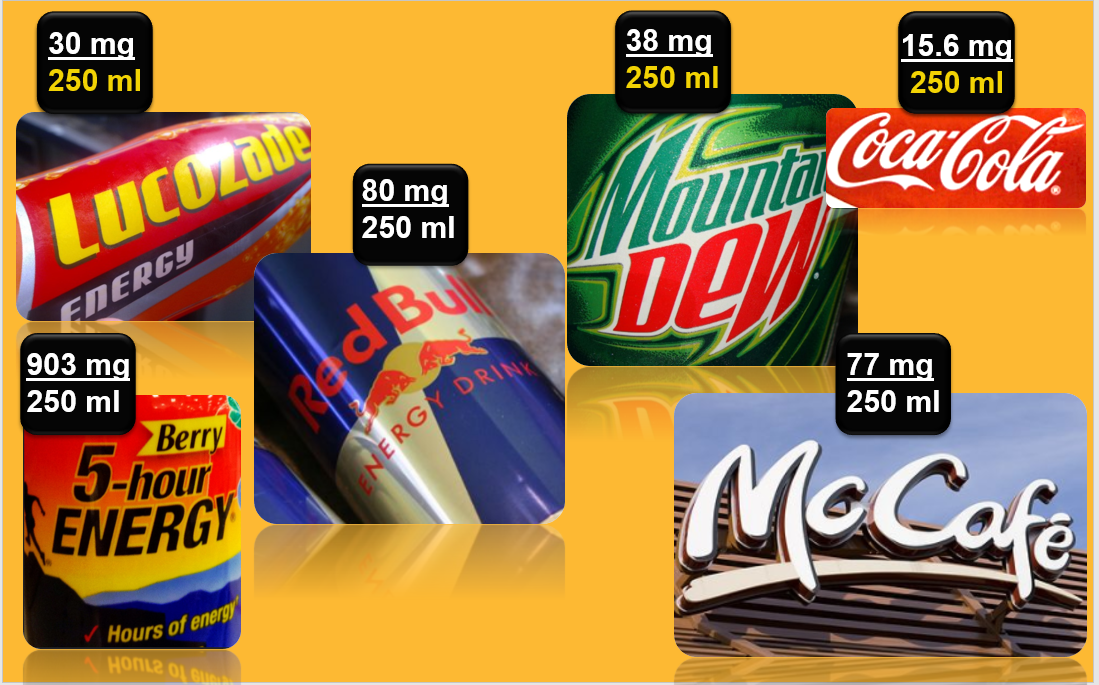 30 mg
250 ml
Lucozade
ENERGY
80 mg
250 ml
Red Bull
ENERGY DRINK
38 mg
250 ml
Mountain
Dew
15.6 mg
250 ml
Coca-Cola
®
903 mg
250 ml
Berry
5-hour
ENERGY
✓ Hours of energy
77 mg
250 ml
McCafé